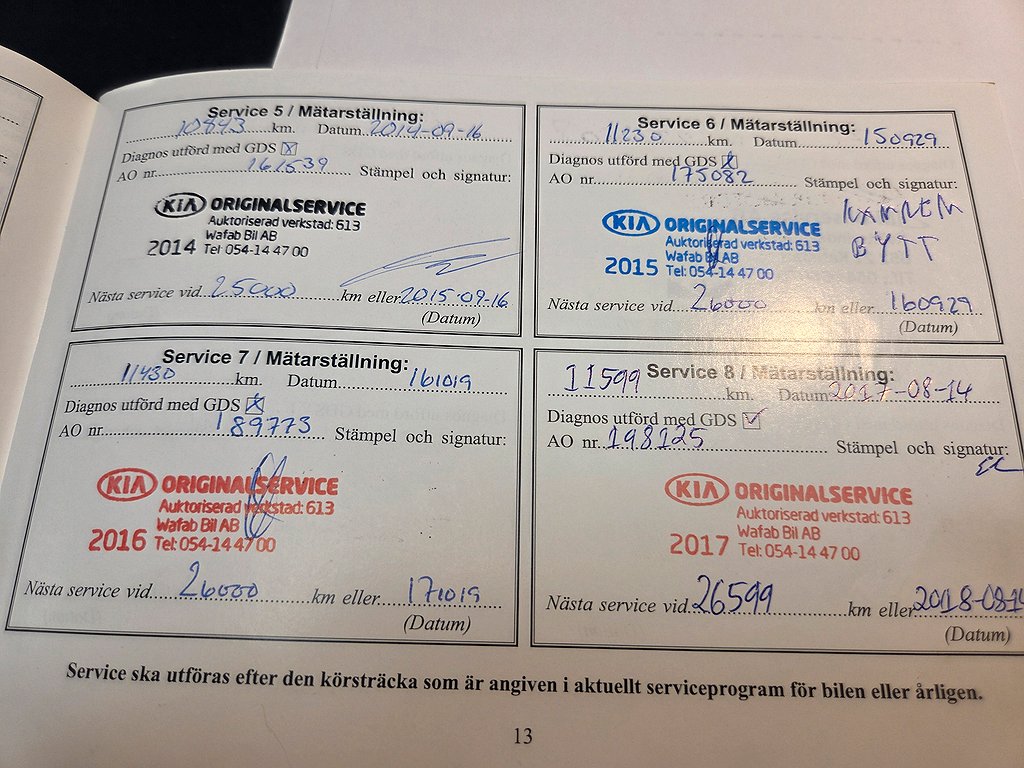 Service 5 / Mätarställning:
10843 km. Datum 2014-09-16
Diagnos utförd med GDS
AO nr. 161539 Stämpel och signatur:
KIA ORIGINALSERVICE
Auktoriserad verkstad: 613
Wafab Bil AB
2014 Tel: 054-14 47 00
Nästa service vid 25000 km eller 2015-09-16
(Datum)
Service 6 / Mätarställning:
11230 km. Datum 150929
Diagnos utförd med GDS
AO nr. 175082 Stämpel och signatur:
KAMREM
BYTT
KIA ORIGINALSERVICE
Auktoriserad verkstad: 613
Wafab Bil AB
2015 Tel: 054-14 47 00
Nästa service vid 26000 km eller 160929
(Datum)
Service 7 / Mätarställning:
11430 km. Datum 161019
Diagnos utförd med GDS
AO nr. 189773 Stämpel och signatur:
KIA ORIGINALSERVICE
Auktoriserad verkstad: 613
Wafab Bil AB
2016 Tel: 054-14 47 00
Nästa service vid 26000 km eller 171019
(Datum)
Service 8 / Mätarställning:
11599 km. Datum 2017-08-14
Diagnos utförd med GDS
AO nr. 198125 Stämpel och signatur:
KIA ORIGINALSERVICE
Auktoriserad verkstad: 613
Wafab Bil AB
2017 Tel: 054-14 47 00
Nästa service vid 26599 km eller 2018-08-14
(Datum)
Service ska utföras efter den körsträcka som är angiven i aktuellt serviceprogram för bilen eller årligen.
13